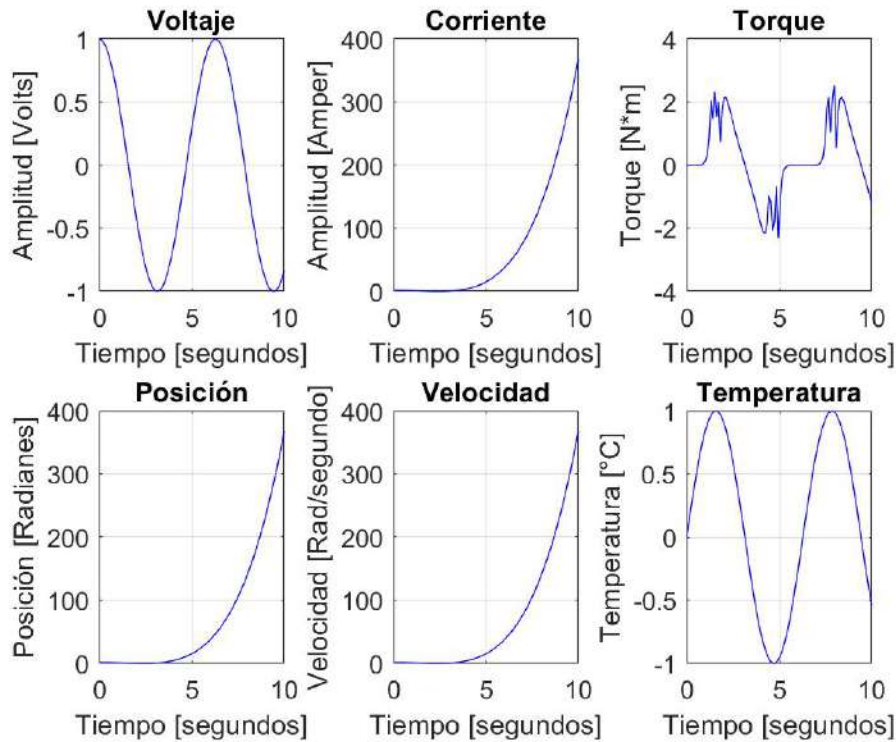 Voltaje
Corriente
Torque
Amplitud [Volts]
1
0.5
0
-0.5
-1
0 5 10
Tiempo [segundos]
Amplitud [Amper]
400
300
200
100
0
0 5 10
Tiempo [segundos]
Torque [N*m]
4
2
0
-2
-4
0 5 10
Tiempo [segundos]
Posición
Velocidad
Temperatura
Posición [Radianes]
400
300
200
100
0
0 5 10
Tiempo [segundos]
Velocidad [Rad/segundo]
400
300
200
100
0
0 5 10
Tiempo [segundos]
Temperatura [°C]
1
0.5
0
-0.5
-1
0 5 10
Tiempo [segundos]